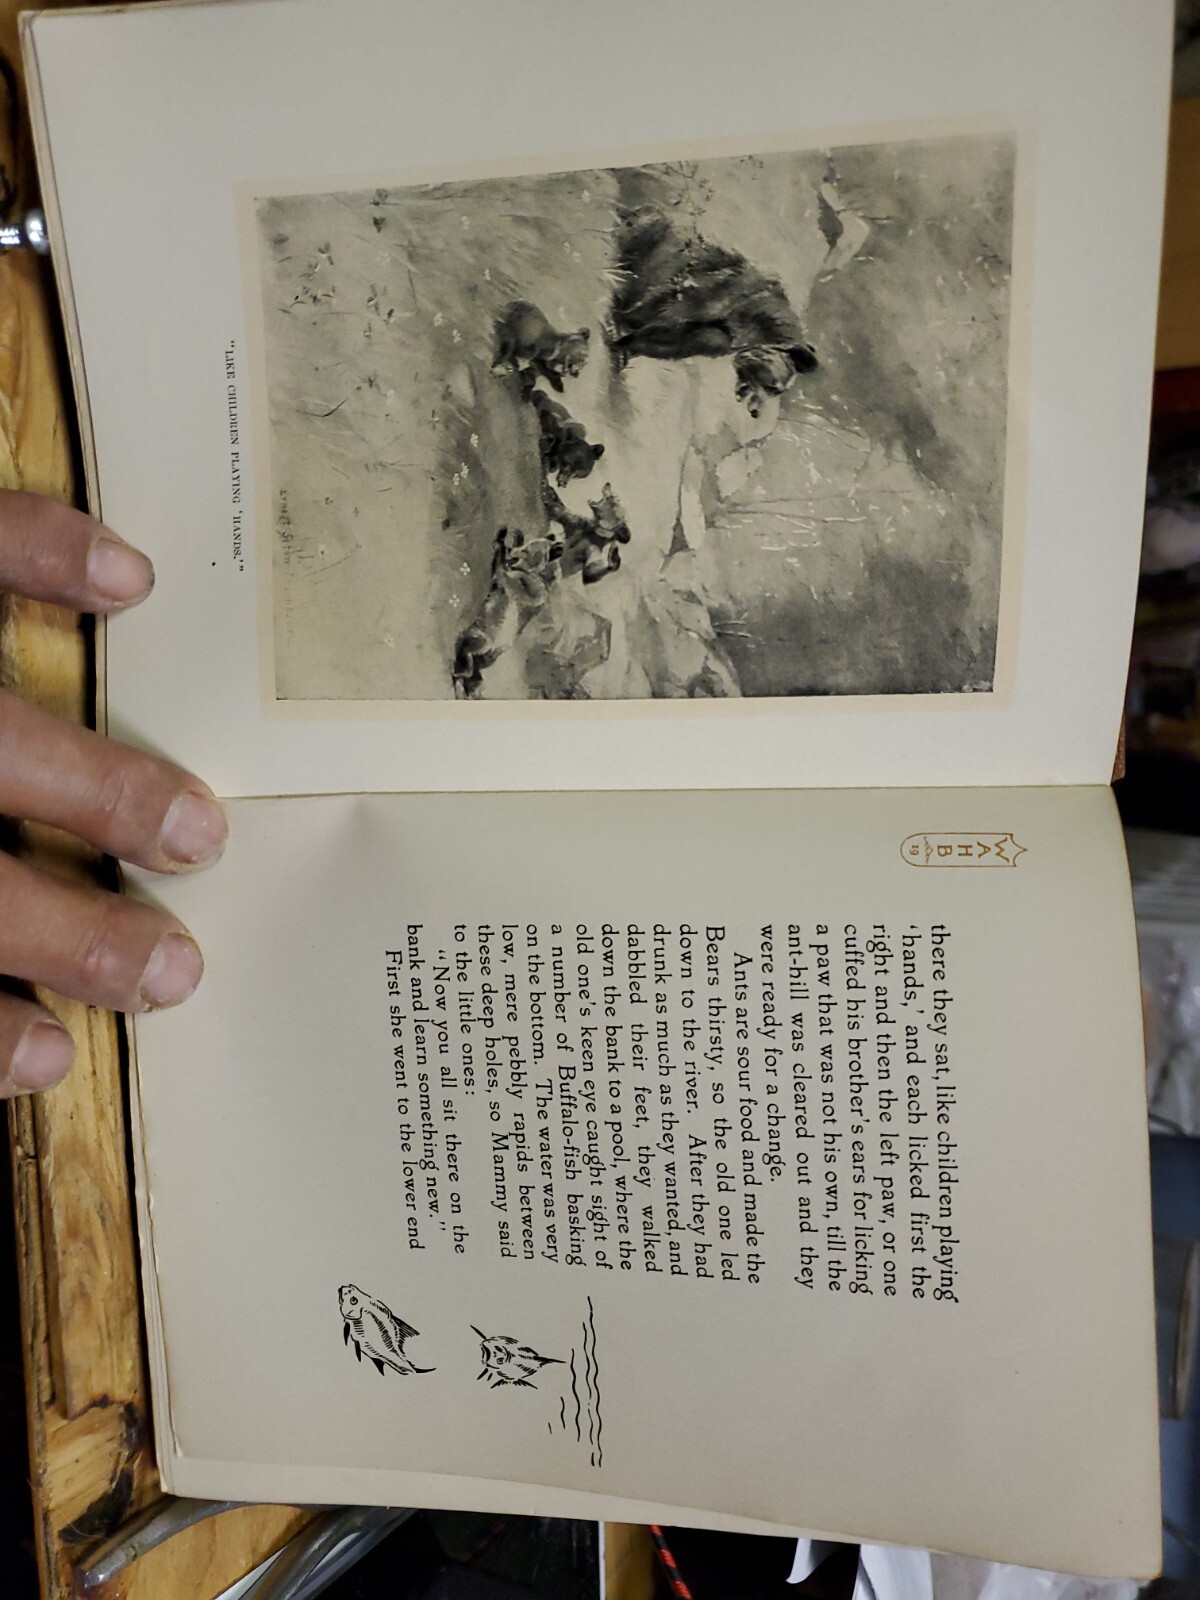 "LIKE CHILDREN PLAYING 'HANDS.'"
WAHB
19
there they sat, like children playing
'hands,' and each licked first the
right and then the left paw, or one
cuffed his brother's ears for licking
a paw that was not his own, till the
ant-hill was cleared out and they
were ready for a change.
Ants are sour food and made the
Bears thirsty, so the old one led
down to the river. After they had
drunk as much as they wanted, and
dabbled their feet, they walked
down the bank to a pool, where the
old one's keen eye caught sight of
a number of Buffalo-fish basking
on the bottom. The water was very
low, mere pebbly rapids between
these deep holes, so Mammy said
to the little ones:
"Now you all sit there on the
bank and learn something new."
First she went to the lower end